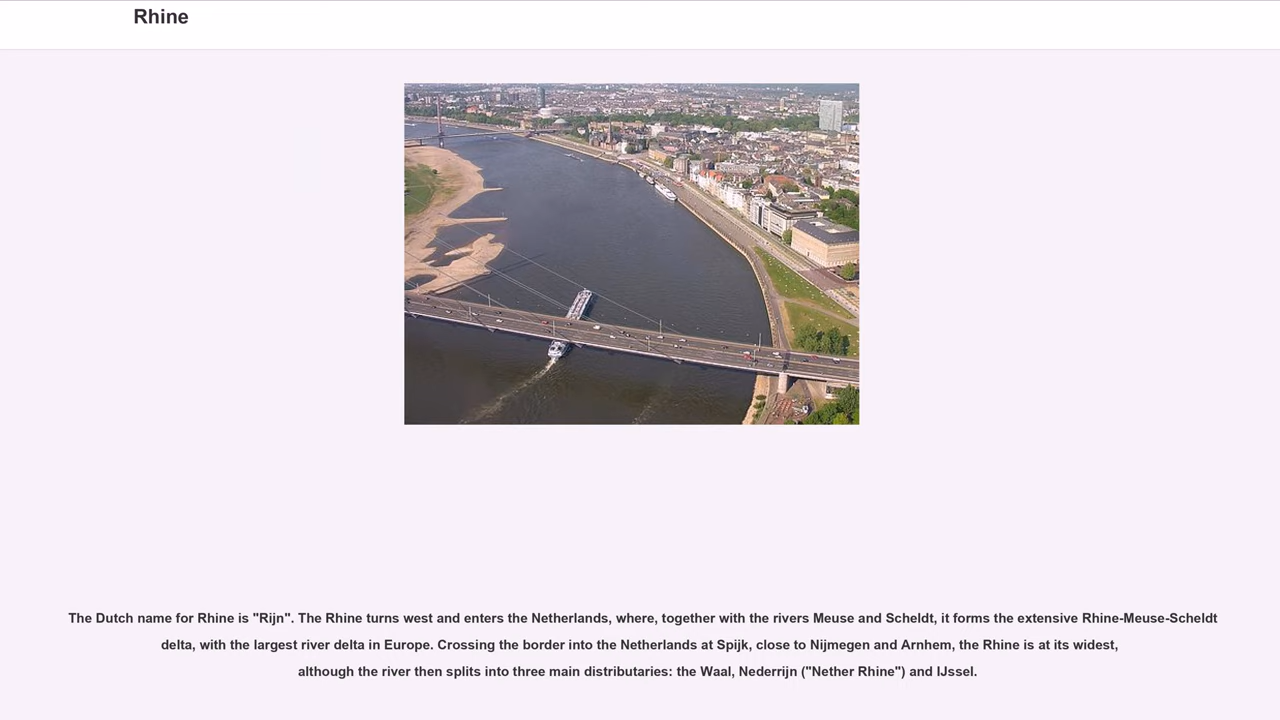 Rhine
The Dutch name for Rhine is "Rijn". The Rhine turns west and enters the Netherlands, where, together with the rivers Meuse and Scheldt, it forms the extensive Rhine-Meuse-Scheldt
delta, with the largest river delta in Europe. Crossing the border into the Netherlands at Spijk, close to Nijmegen and Arnhem, the Rhine is at its widest,
although the river then splits into three main distributaries: the Waal, Nederrijn ("Nether Rhine") and IJssel.